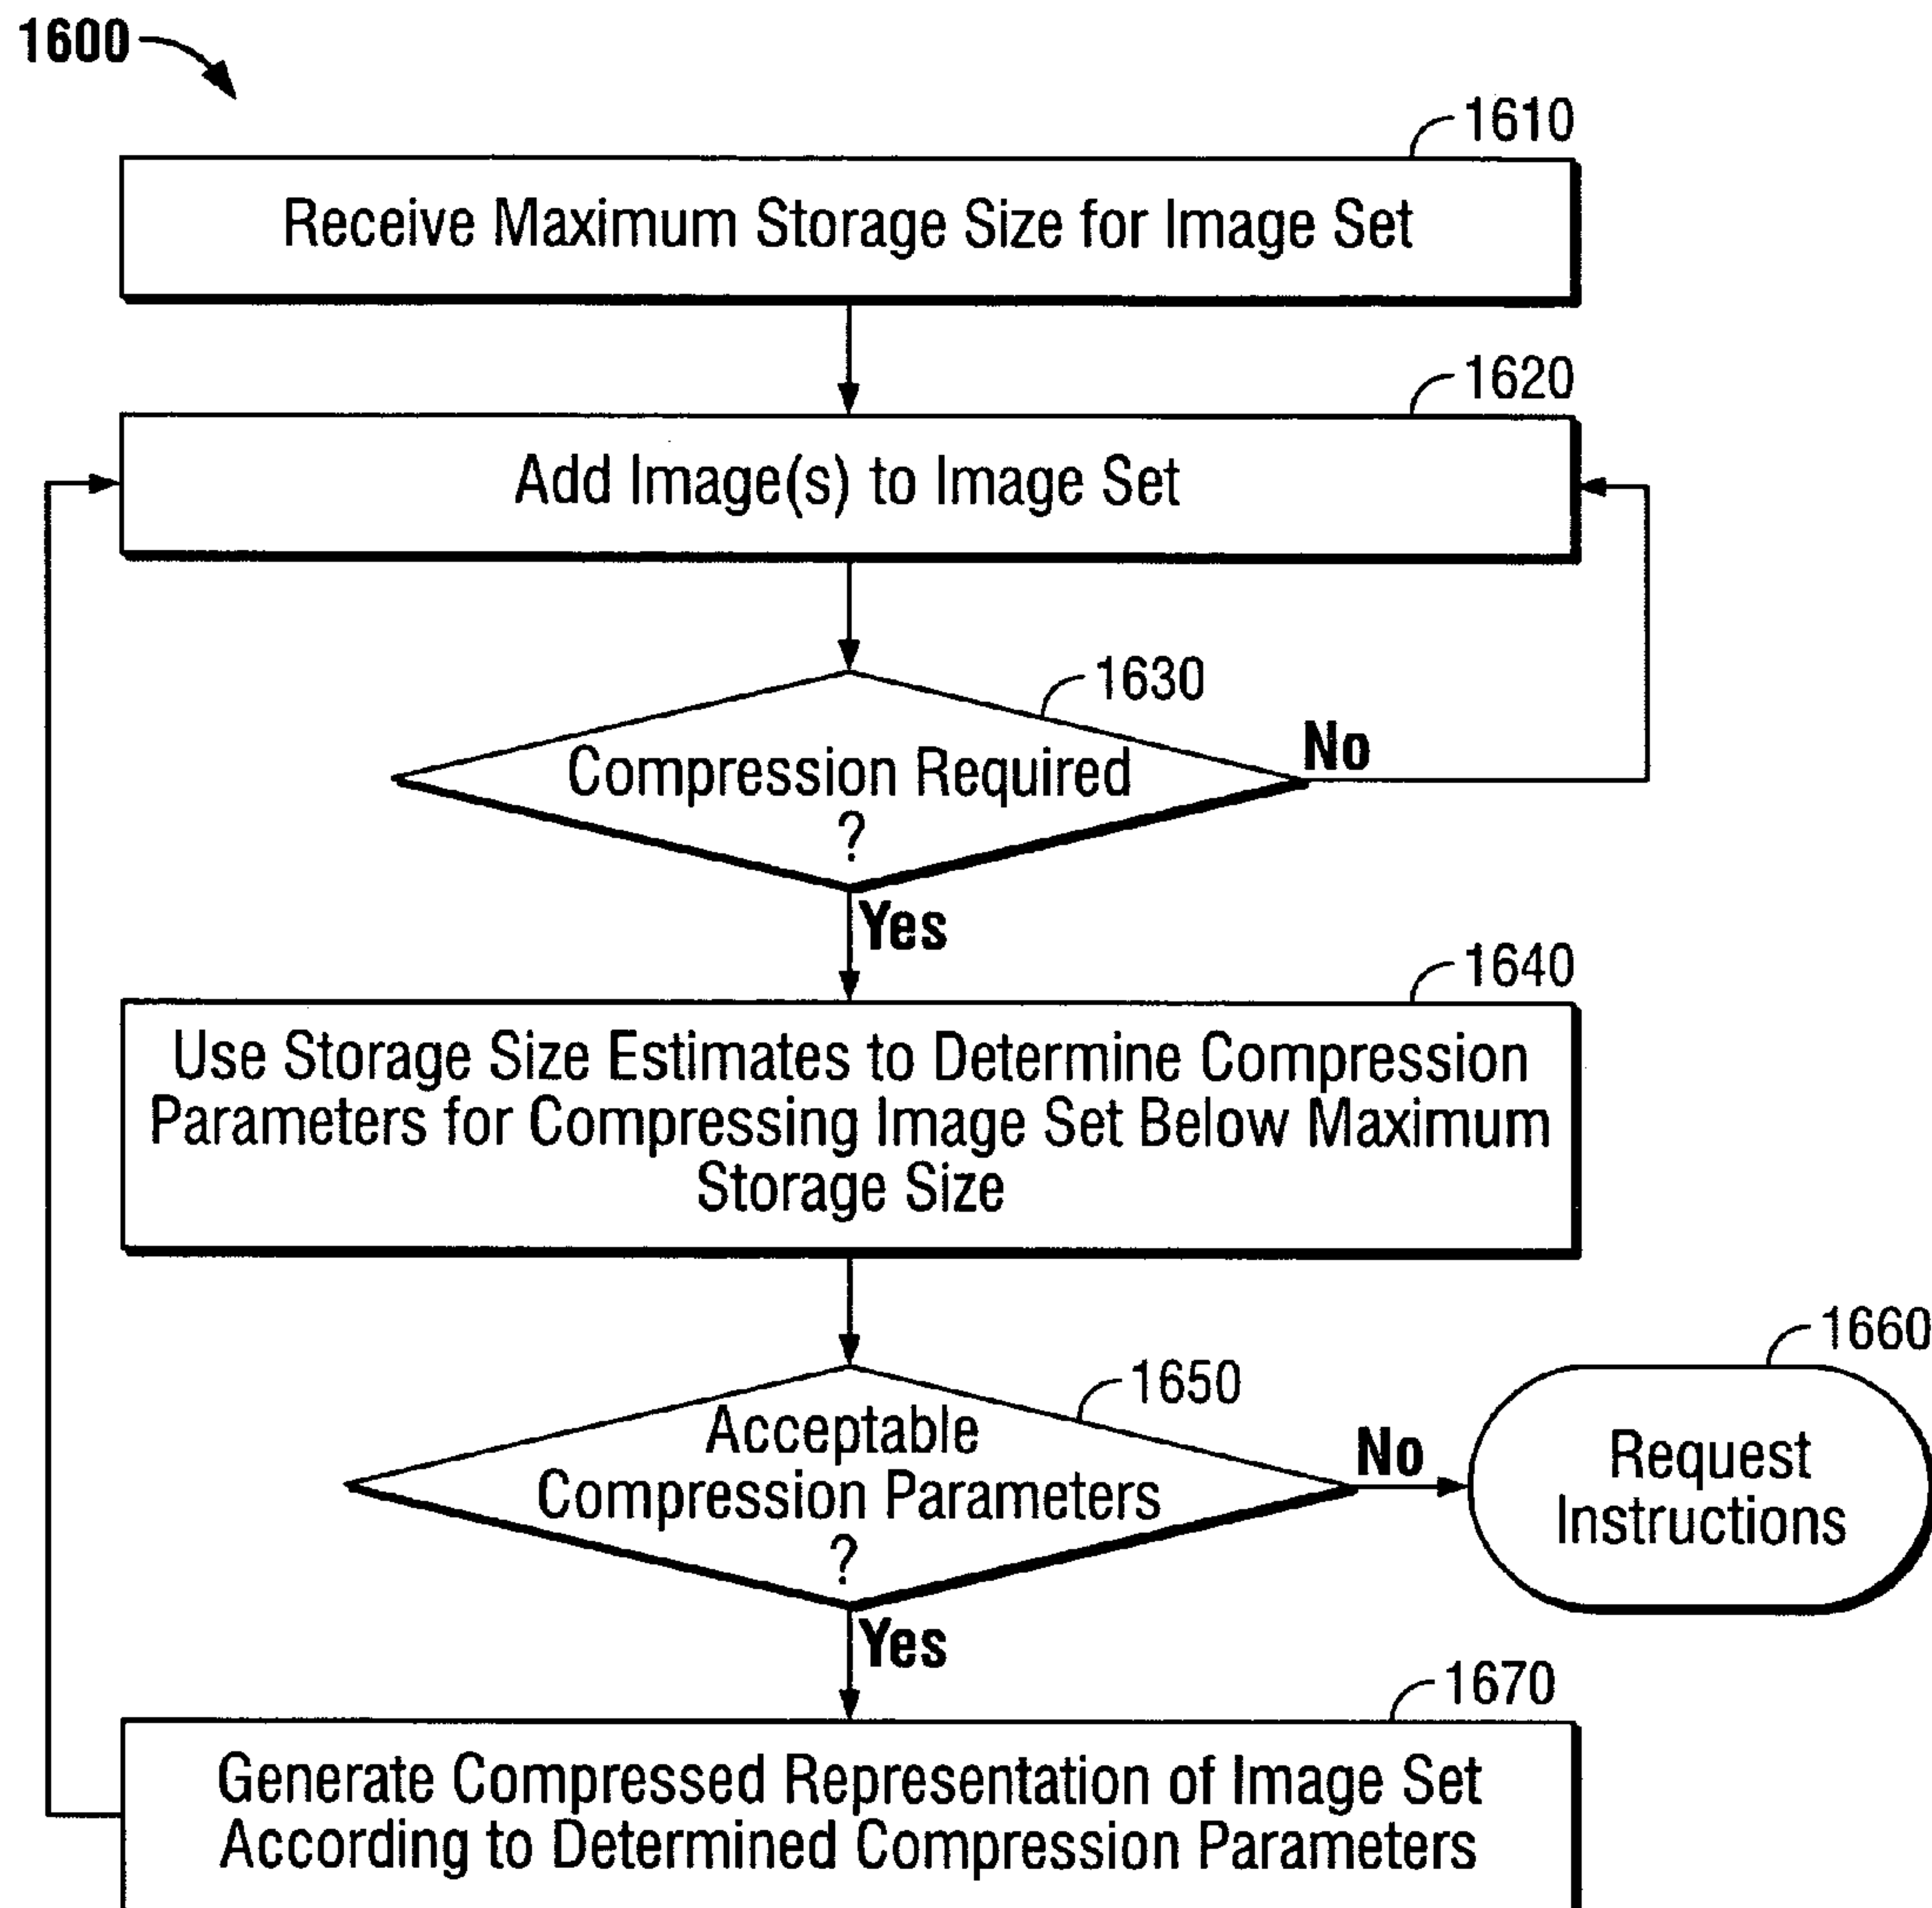 1600
1610
Receive Maximum Storage Size for Image Set
1620
Add Image(s) to Image Set
1630
Compression Required
?
No
Yes
1640
Use Storage Size Estimates to Determine Compression
Parameters for Compressing Image Set Below Maximum
Storage Size
1650
Acceptable
Compression Parameters
?
No
1660
Request
Instructions
Yes
1670
Generate Compressed Representation of Image Set
According to Determined Compression Parameters